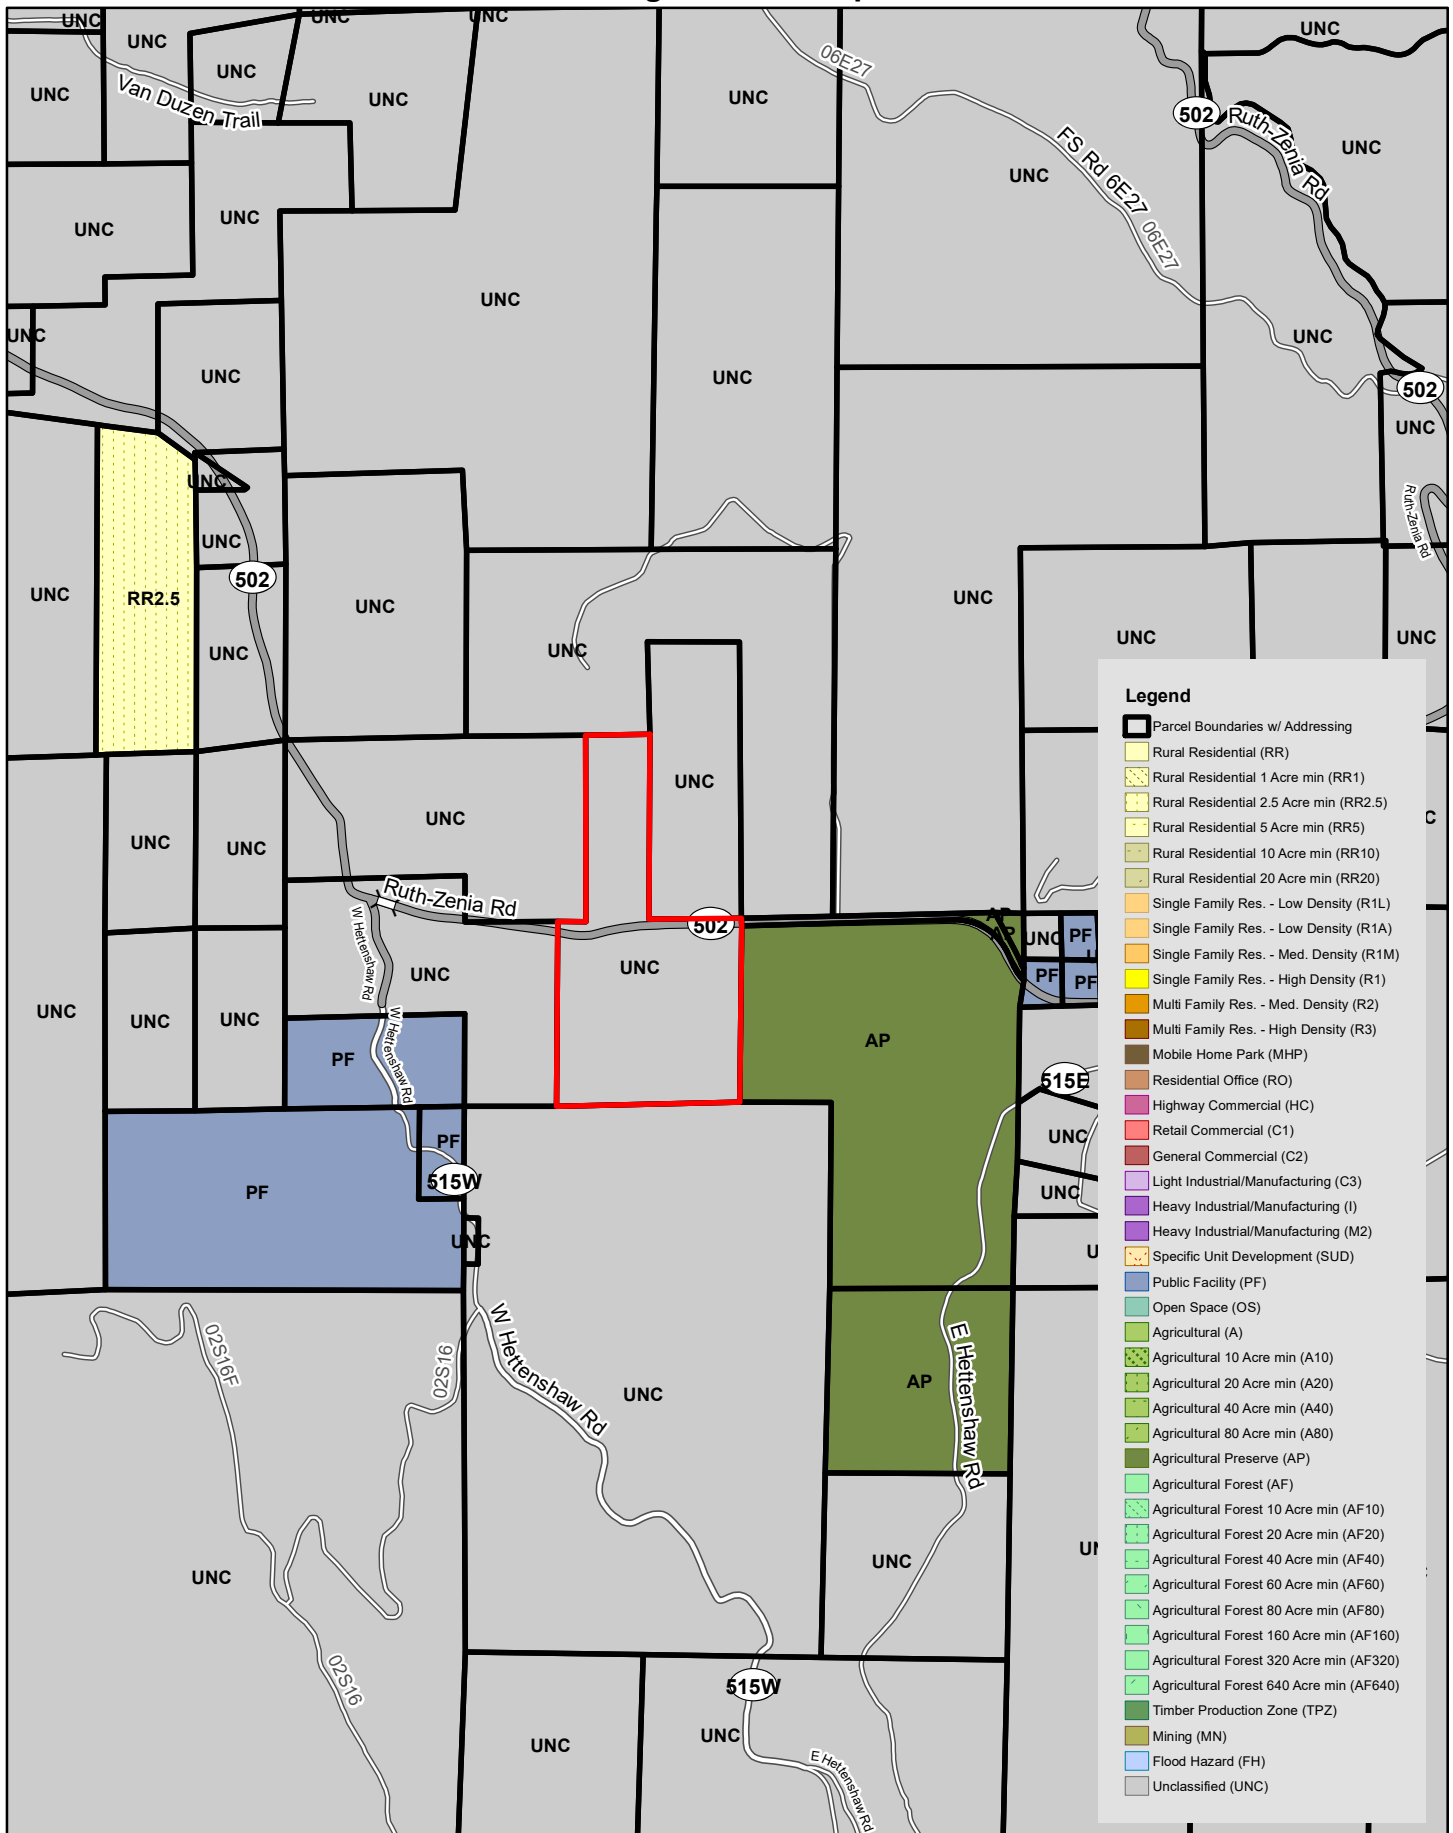 UNC
UNC
UNC
UNC
UNC
UNC
UNC
UNC
UNC
Van Duzen Trail
06E27
502
Ruth-Zenia Rd
FS Rd 6E27
06E27
UNC
UNC
UNC
UNC
UNC
UNC
UNC
UNC
UNC
UNC
502
UNC
Ruth-Zenia Rd
UNC
UNC
502
UNC
RR2.5
UNC
UNC
UNC
UNC
UNC
UNC
UNC
UNC
UNC
UNC
UNC
Ruth-Zenia Rd
502
W Hettenshaw Rd
UNC
UNC
AP
AP
UNC
PF
PF
PF
UNC
UNC
UNC
W Hettenshaw Rd
PF
AP
515E
UNC
UNC
PF
515W
PF
UNC
W Hettenshaw Rd
E Hettenshaw Rd
02S16F
02S16
UNC
AP
UNC
UNC
02S16
515W
UNC
UNC
E Hettenshaw Rd
Legend
Parcel Boundaries w/ Addressing
Rural Residential (RR)
Rural Residential 1 Acre min (RR1)
Rural Residential 2.5 Acre min (RR2.5)
Rural Residential 5 Acre min (RR5)
Rural Residential 10 Acre min (RR10)
Rural Residential 20 Acre min (RR20)
Single Family Res. - Low Density (R1L)
Single Family Res. - Low Density (R1A)
Single Family Res. - Med. Density (R1M)
Single Family Res. - High Density (R1)
Multi Family Res. - Med. Density (R2)
Multi Family Res. - High Density (R3)
Mobile Home Park (MHP)
Residential Office (RO)
Highway Commercial (HC)
Retail Commercial (C1)
General Commercial (C2)
Light Industrial/Manufacturing (C3)
Heavy Industrial/Manufacturing (I)
Heavy Industrial/Manufacturing (M2)
Specific Unit Development (SUD)
Public Facility (PF)
Open Space (OS)
Agricultural (A)
Agricultural 10 Acre min (A10)
Agricultural 20 Acre min (A20)
Agricultural 40 Acre min (A40)
Agricultural 80 Acre min (A80)
Agricultural Preserve (AP)
Agricultural Forest (AF)
Agricultural Forest 10 Acre min (AF10)
Agricultural Forest 20 Acre min (AF20)
Agricultural Forest 40 Acre min (AF40)
Agricultural Forest 60 Acre min (AF60)
Agricultural Forest 80 Acre min (AF80)
Agricultural Forest 160 Acre min (AF160)
Agricultural Forest 320 Acre min (AF320)
Agricultural Forest 640 Acre min (AF640)
Timber Production Zone (TPZ)
Mining (MN)
Flood Hazard (FH)
Unclassified (UNC)